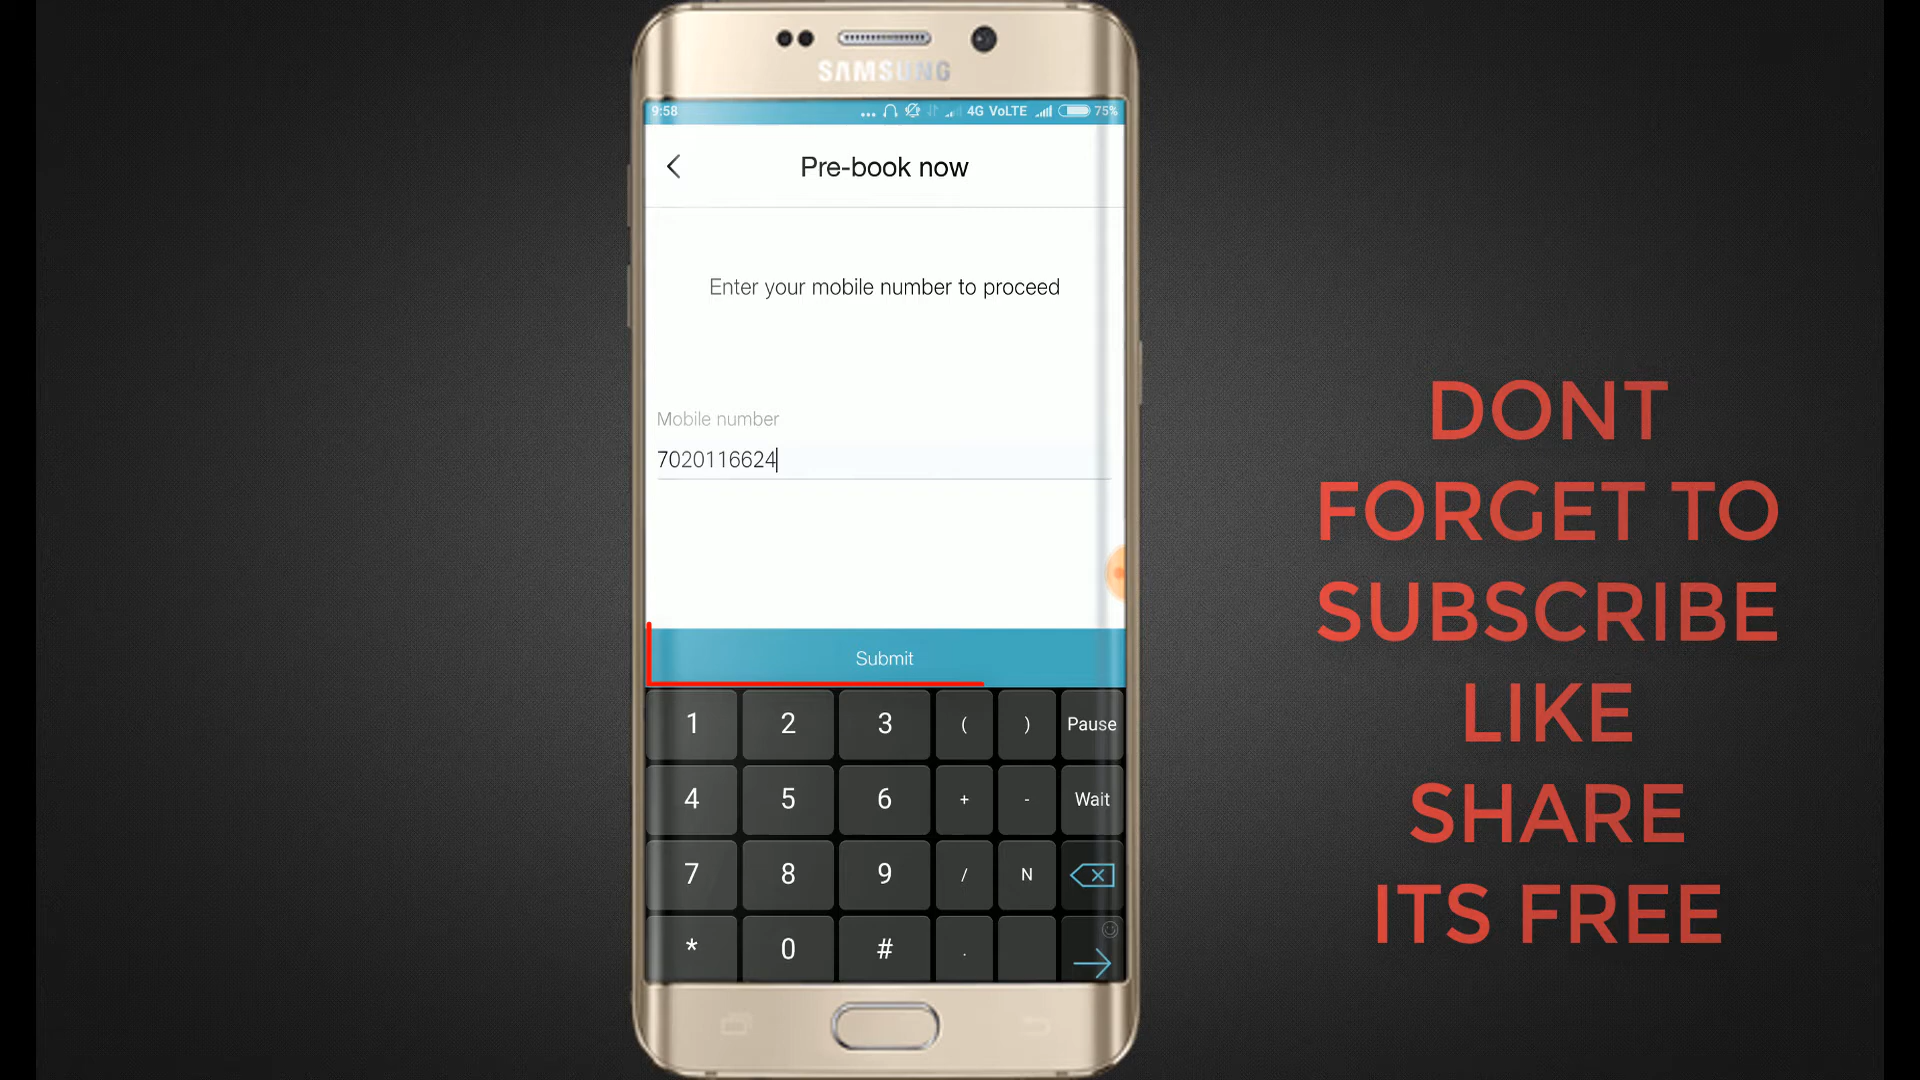 SAMSUNG
9:58
... 4G VoLTE 75%
Pre-book now
Enter your mobile number to proceed
Mobile number
7020116624
Submit
1 2 3 ( ) Pause
4 5 6 + - Wait
7 8 9 / N
* 0 # .
DONT
FORGET TO
SUBSCRIBE
LIKE
SHARE
ITS FREE